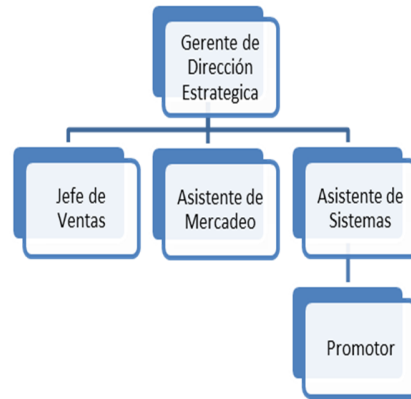 Gerente de
Dirección
Estrategica
Jefe de
Ventas
Asistente de
Mercadeo
Asistente de
Sistemas
Promotor